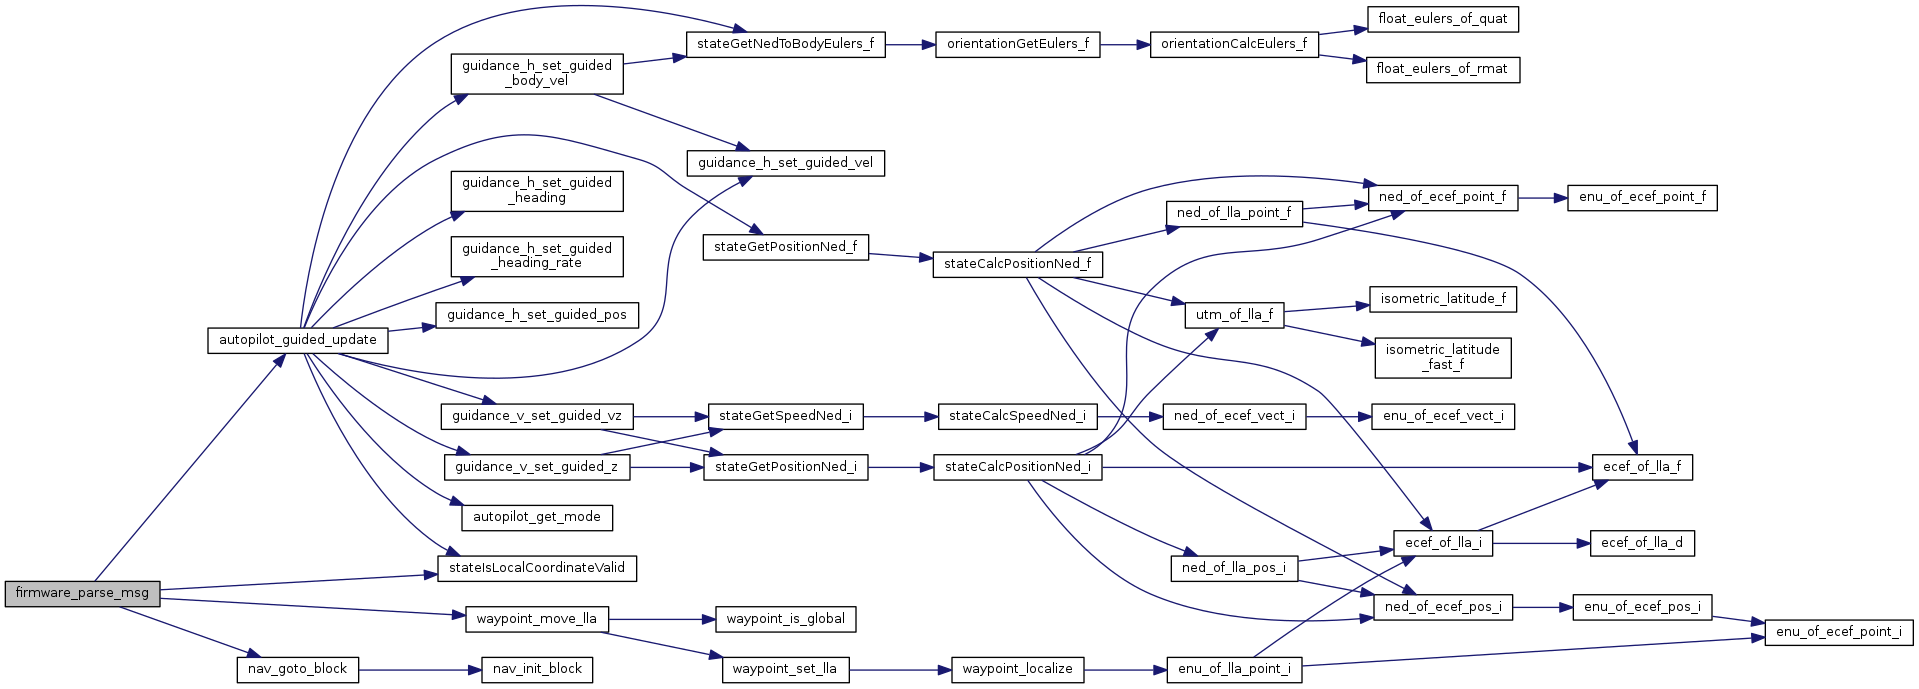 float_eulers_of_quat
stateGetNedToBodyEulers_f
orientationGetEulers_f
orientationCalcEulers_f
float_eulers_of_rmat
guidance_h_set_guided
_body_vel
guidance_h_set_guided_vel
guidance_h_set_guided
_heading
ned_of_ecef_point_f
enu_of_ecef_point_f
ned_of_lla_point_f
guidance_h_set_guided
_heading_rate
stateGetPositionNed_f
stateCalcPositionNed_f
isometric_latitude_f
guidance_h_set_guided_pos
utm_of_lla_f
autopilot_guided_update
isometric_latitude
_fast_f
guidance_v_set_guided_vz
stateGetSpeedNed_i
stateCalcSpeedNed_i
ned_of_ecef_vect_i
enu_of_ecef_vect_i
guidance_v_set_guided_z
stateGetPositionNed_i
stateCalcPositionNed_i
ecef_of_lla_f
autopilot_get_mode
ecef_of_lla_i
ecef_of_lla_d
stateIsLocalCoordinateValid
ned_of_lla_pos_i
firmware_parse_msg
ned_of_ecef_pos_i
enu_of_ecef_pos_i
waypoint_move_lla
waypoint_is_global
enu_of_ecef_point_i
nav_goto_block
nav_init_block
waypoint_set_lla
waypoint_localize
enu_of_lla_point_i